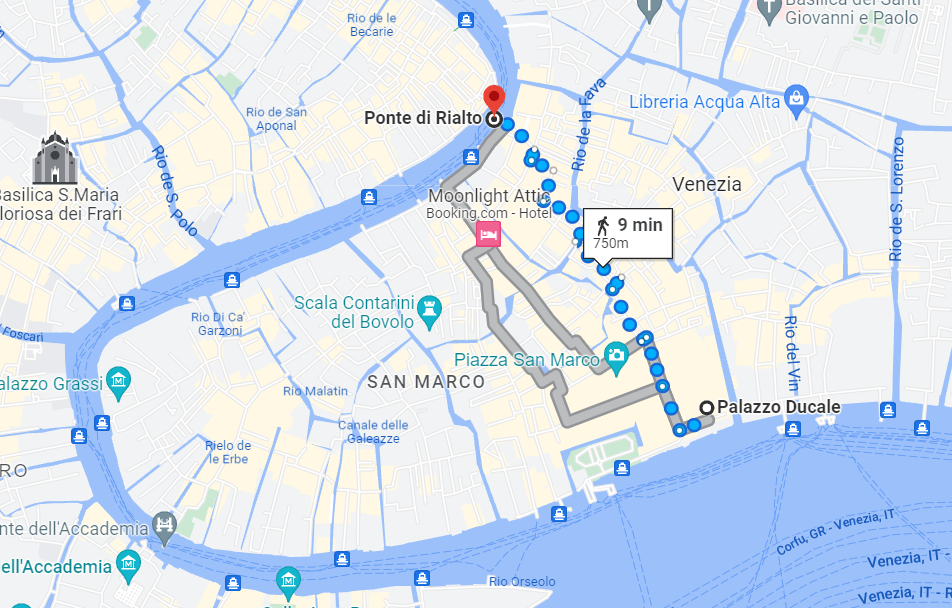 Basilica dei Santi
Giovanni e Paolo
Rio de le
Becarie
Libreria Acqua Alta
Rio de la Fava
Rio de San
Aponal
Ponte di Rialto
Rio de S. Polo
Rio de S. Lorenzo
Basilica S.Maria
loriosa dei Frari
Moonlight Attic
Booking.com - Hotel
Venezia
9 min
750m
Scala Contarini
del Bovolo
Rio Di Ca'
Garzoni
Foscari
Rio del Vin
Piazza San Marco
alazzo Grassi
SAN MARCO
Rio Malatin
Palazzo Ducale
Canale delle
Galeazze
Rielo de
le Erbe
RO
nte dell'Accademia
Corfu, GR - Venezia, IT
ell'Accademia
Venezia, IT -
Rio Orseolo
Venezia, IT - R